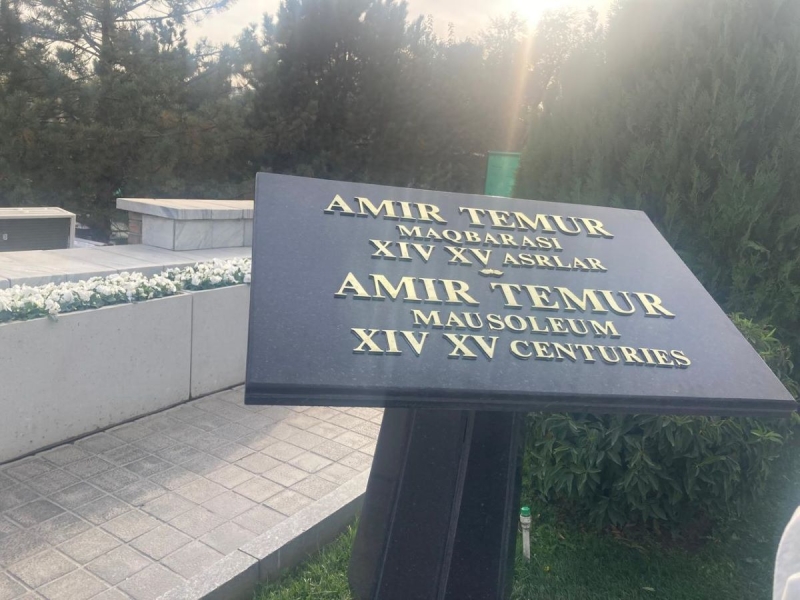 AMIR TEMUR
MAQBARASI
XIV XV ASRLAR
AMIR TEMUR
MAUSOLEUM
XIV XV CENTURIES